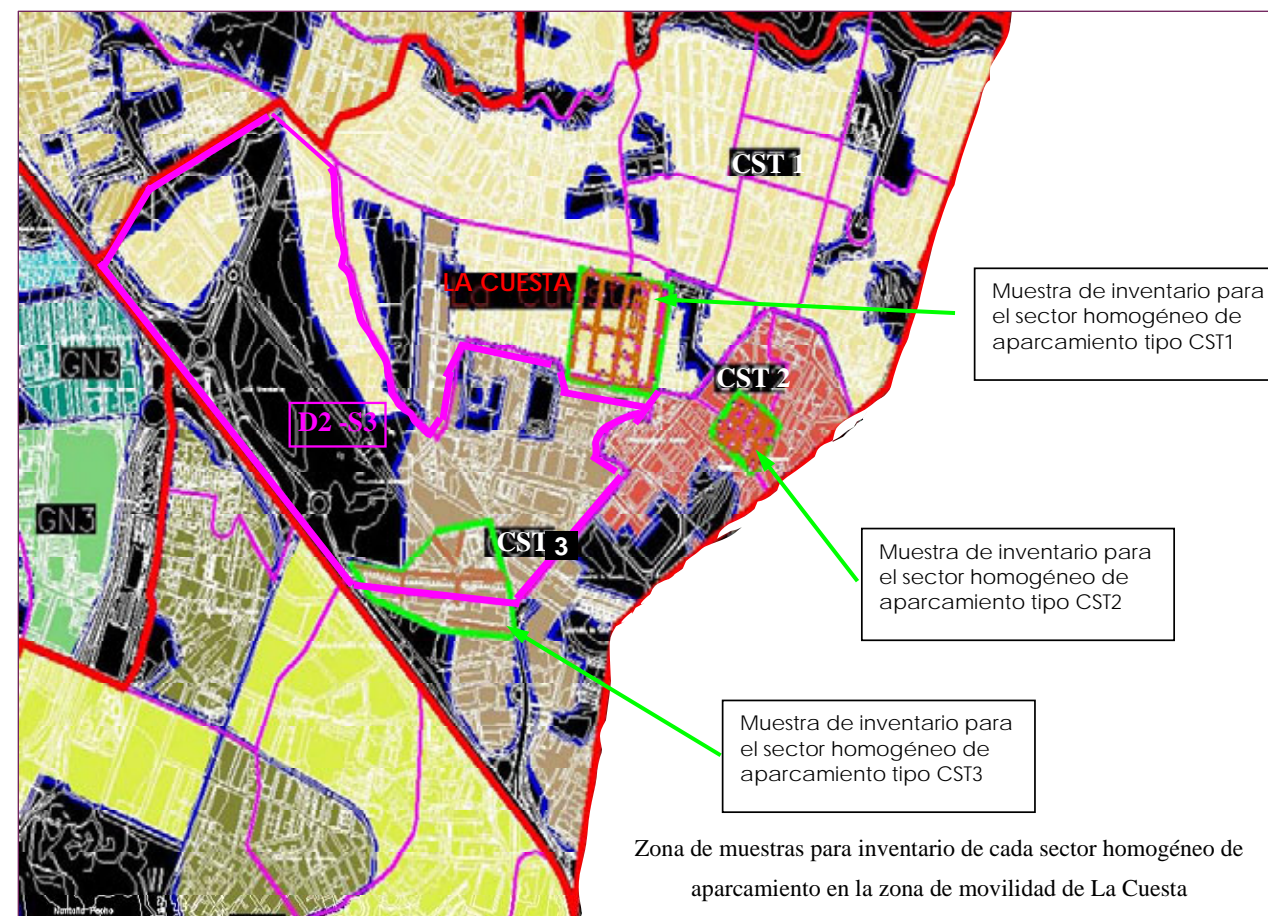 CST 1
LA CUESTA
La Cuesta
Muestra de inventario para
el sector homogéneo de
aparcamiento tipo CST1
GN3
CST 2
D2 -S3
GN3
CST 3
Muestra de inventario para
el sector homogéneo de
aparcamiento tipo CST2
Muestra de inventario para
el sector homogéneo de
aparcamiento tipo CST3
Zona de muestras para inventario de cada sector homogéneo de
aparcamiento en la zona de movilidad de La Cuesta